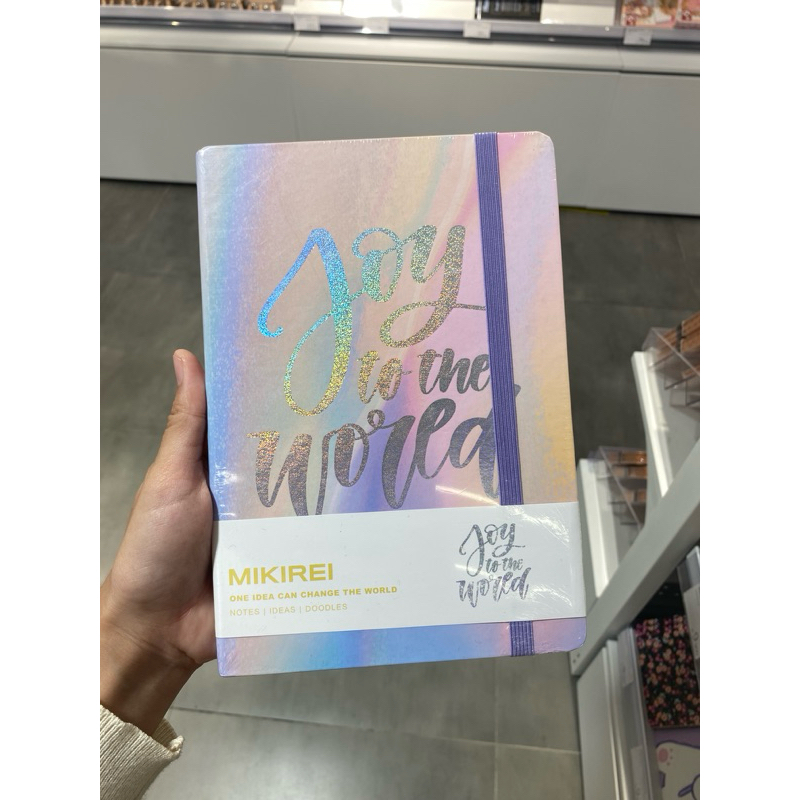 Joy
to the
World
MIKIREI
ONE IDEA CAN CHANGE THE WORLD
NOTES | IDEAS | DOODLES
Joy
to the
World